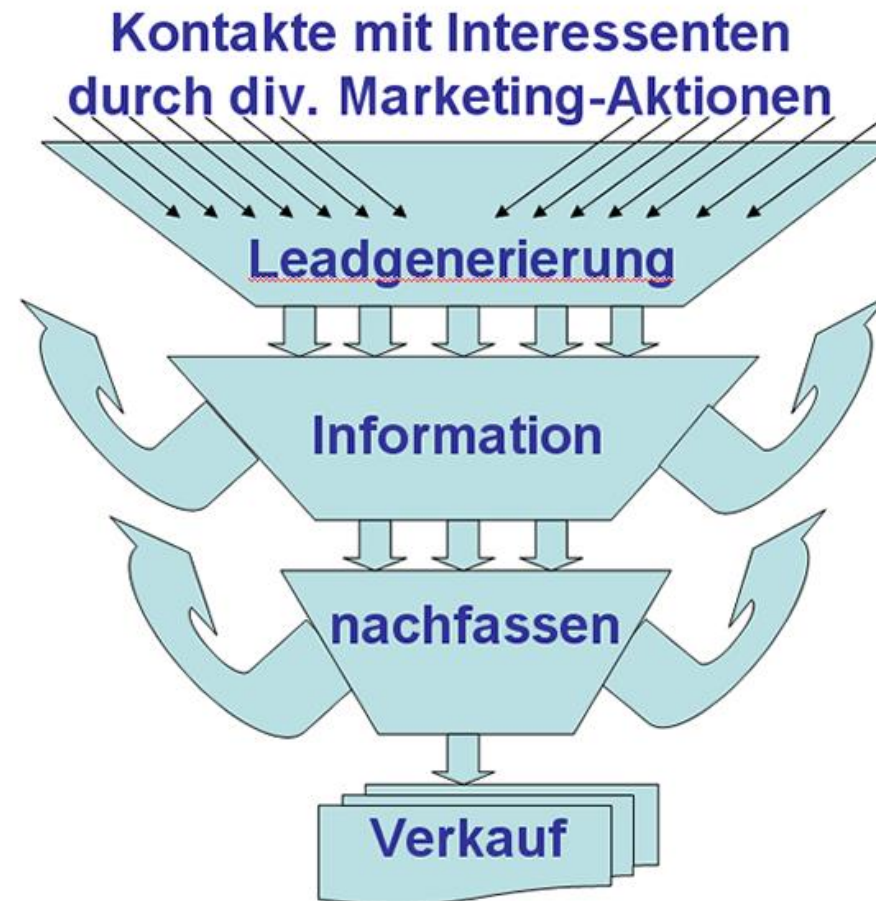 Kontakte mit Interessenten
durch div. Marketing-Aktionen
Leadgenerierung
Information
nachfassen
Verkauf